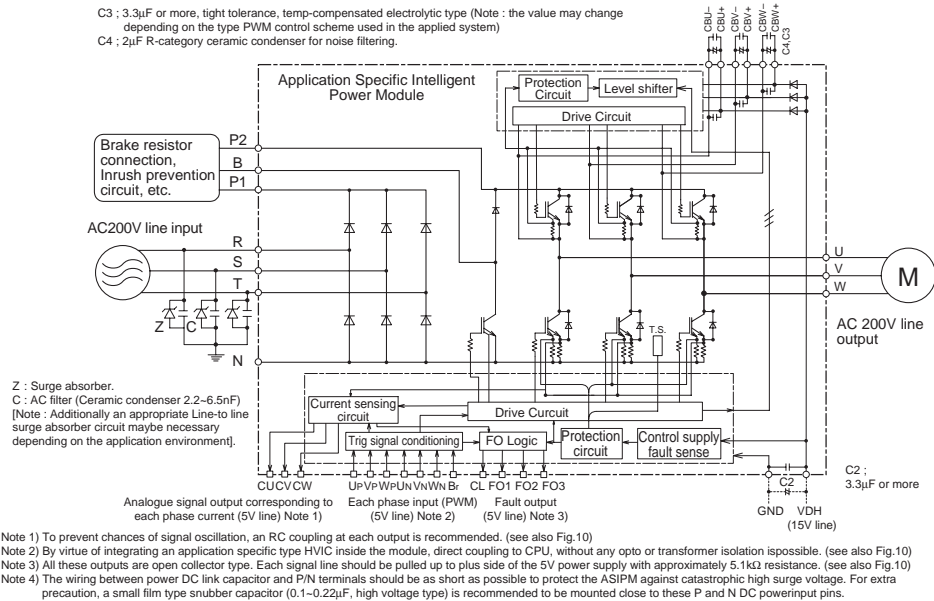 C3 ; 3.3µF or more, tight tolerance, temp-compensated electrolytic type (Note : the value may change
depending on the type PWM control scheme used in the applied system)
C4 ; 2µF R-category ceramic condenser for noise filtering.
CBU–
CBU+
CBV–
CBV+
CBW–
CBW+
C4,C3
Application Specific Intelligent
Power Module
Protection
Circuit
Level shifter
Drive Circuit
Brake resistor
connection,
Inrush prevention
circuit, etc.
P2
B
P1
AC200V line input
R
S
T
Z
C
N
U
V
W
M
AC 200V line
output
T.S.
Z : Surge absorber.
C : AC filter (Ceramic condenser 2.2~6.5nF)
[Note : Additionally an appropriate Line-to line
surge absorber circuit maybe necessary
depending on the application environment].
Current sensing
circuit
Drive Curcuit
Trig signal conditioning
FO Logic
Protection
circuit
Control supply
fault sense
CU CV CW
UP VP WP UN VN WN Br
CL FO1 FO2 FO3
C2
GND
VDH
(15V line)
C2 ;
3.3µF or more
Analogue signal output corresponding to
each phase current (5V line) Note 1)
Each phase input (PWM)
(5V line) Note 2)
Fault output
(5V line) Note 3)
Note 1) To prevent chances of signal oscillation, an RC coupling at each output is recommended. (see also Fig.10)
Note 2) By virtue of integrating an application specific type HVIC inside the module, direct coupling to CPU, without any opto or transformer isolation ispossible. (see also Fig.10)
Note 3) All these outputs are open collector type. Each signal line should be pulled up to plus side of the 5V power supply with approximately 5.1kΩ resistance. (see also Fig.10)
Note 4) The wiring between power DC link capacitor and P/N terminals should be as short as possible to protect the ASIPM against catastrophic high surge voltage. For extra
precaution, a small film type snubber capacitor (0.1~0.22µF, high voltage type) is recommended to be mounted close to these P and N DC powerinput pins.